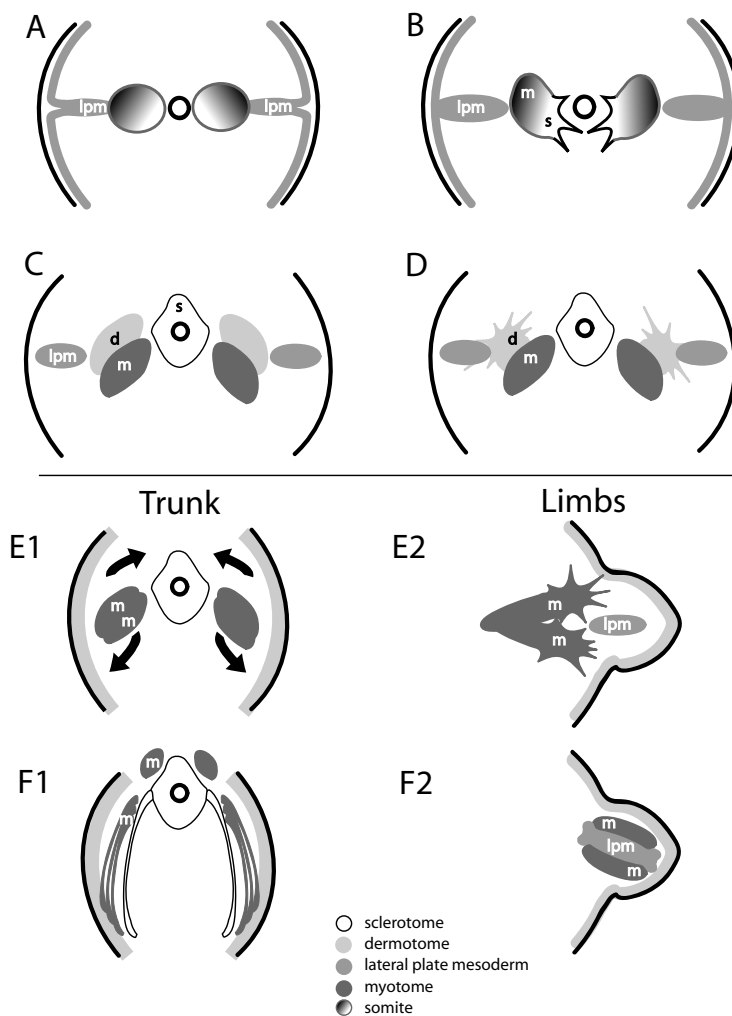 A
B
lpm
lpm
lpm
m
s
C
D
s
d
lpm
m
d
m
Trunk
Limbs
E1
E2
m
m
m
lpm
m
F1
F2
m
m
m
lpm
m
sclerotome
dermotome
lateral plate mesoderm
myotome
somite